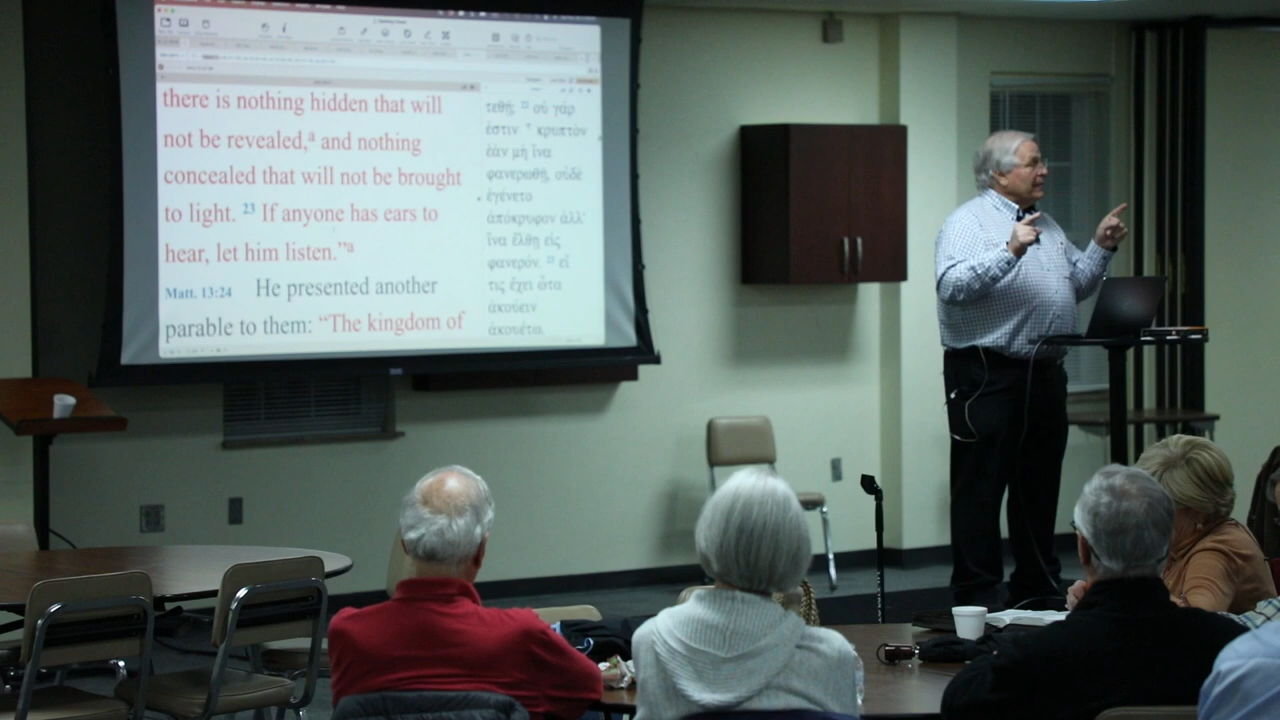 there is nothing hidden that will
not be revealed,ᵃ and nothing
concealed that will not be brought
to light. 23 If anyone has ears to
hear, let him listen.”ᵃ
Matt. 13:24 He presented another
parable to them: “The kingdom of
τεθῇ; 22 οὐ γάρ
ἐστιν ⸆ κρυπτὸν
ἐὰν μὴ ἵνα
φανερωθῇ, οὐδὲ
ἐγένετο
ἀπόκρυφον ἀλλ᾽
ἵνα ἔλθῃ εἰς
φανερόν. 23 εἴ
τις ἔχει ὦτα
ἀκούειν
ἀκουέτω.